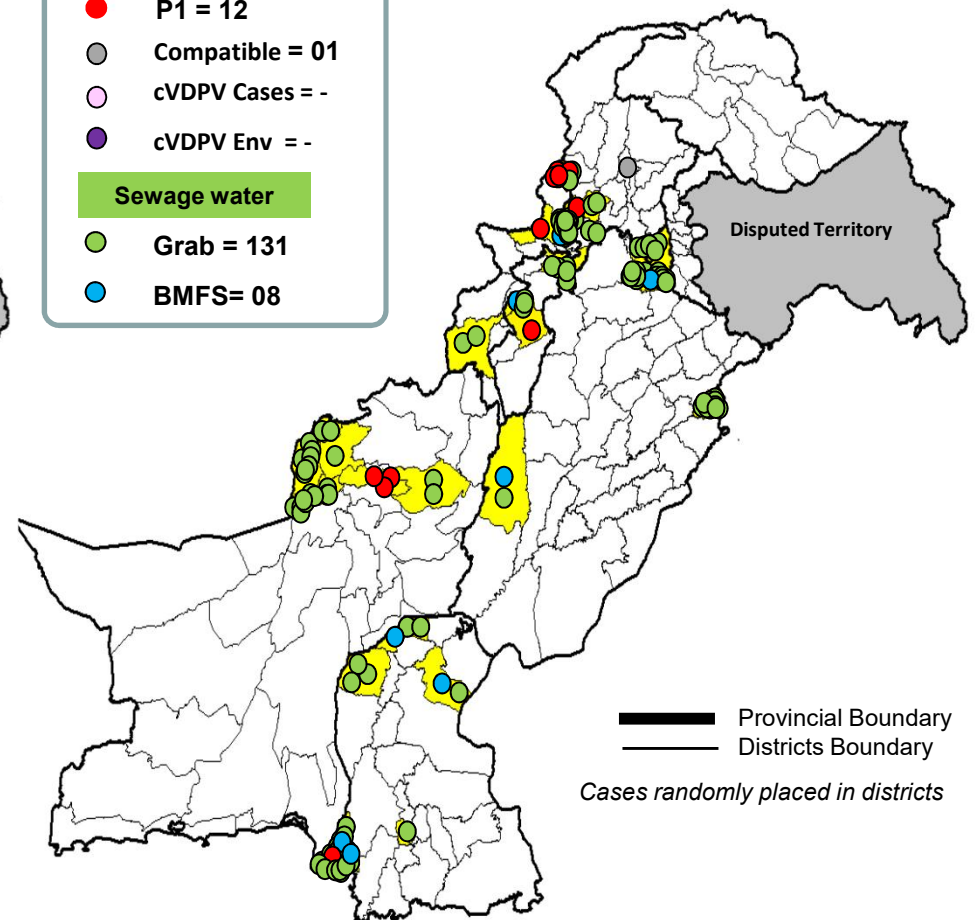 P1 = 12
Compatible = 01
cVDPV Cases = -
cVDPV Env = -
Sewage water
Grab = 131
BMFS= 08
Disputed Territory
Provincial Boundary
Districts Boundary
Cases randomly placed in districts